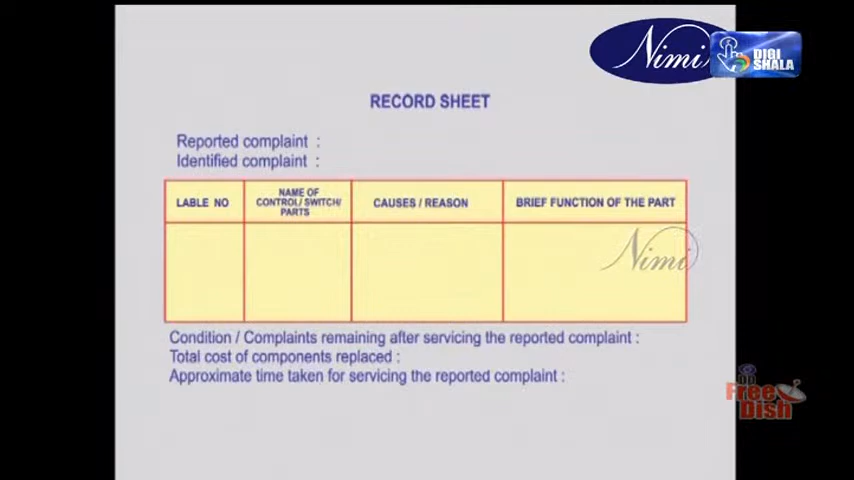 Nimi
DIGI
SHALA
RECORD SHEET
Reported complaint :
Identified complaint :
LABLE NO
NAME OF
CONTROL/ SWITCH/
PARTS
CAUSES / REASON
BRIEF FUNCTION OF THE PART
Nimi
Condition / Complaints remaining after servicing the reported complaint :
Total cost of components replaced :
Approximate time taken for servicing the reported complaint :
Free
Dish